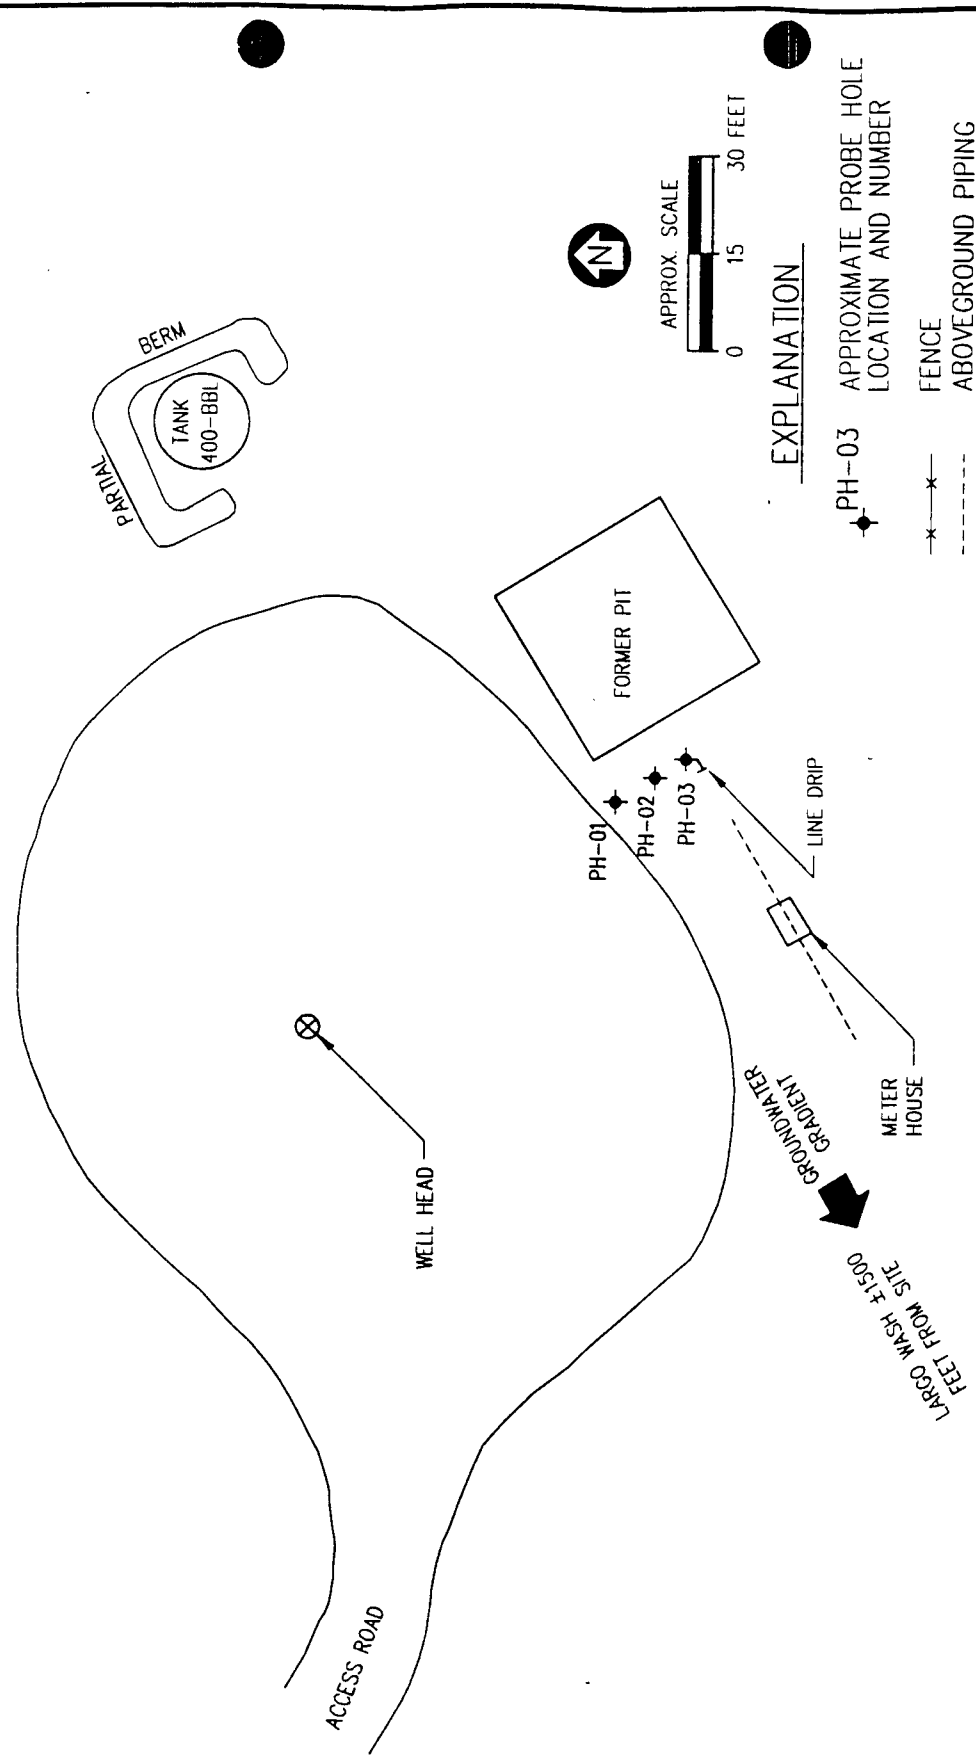 PARTIAL
BERM
TANK
400-BBL
N
APPROX. SCALE
0 15 30 FEET
EXPLANATION
PH-03 APPROXIMATE PROBE HOLE
LOCATION AND NUMBER
FENCE
ABOVEGROUND PIPING
FORMER PIT
PH-01
PH-02
PH-03
LINE DRIP
METER
HOUSE
WELL HEAD
GROUNDWATER
GRADIENT
LARGO WASH ±1500
FEET FROM SITE
ACCESS ROAD